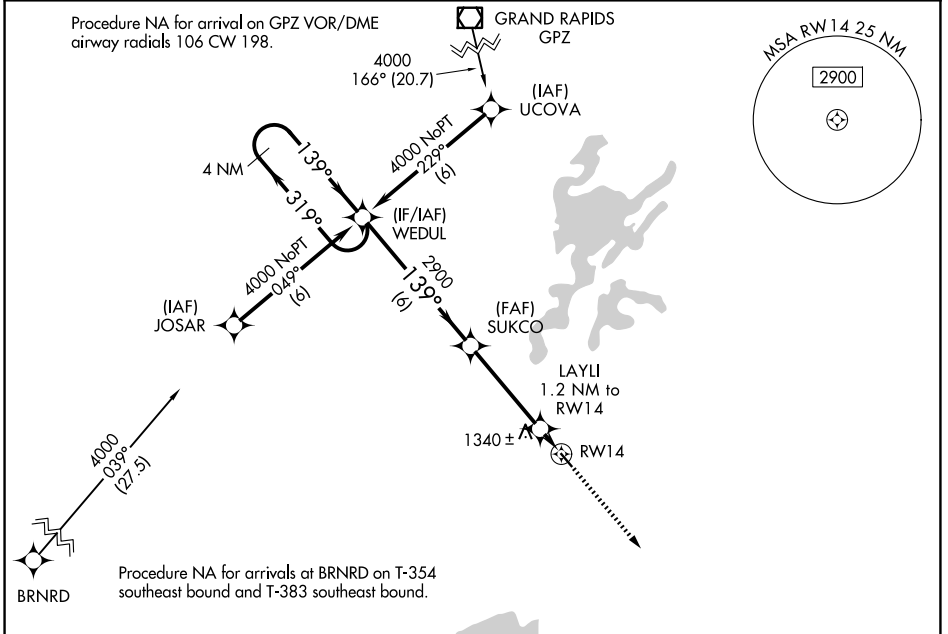 Procedure NA for arrival on GPZ VOR/DME
airway radials 106 CW 198.
GRAND RAPIDS
GPZ
4000
166° (20.7)
(IAF)
UCOVA
MSA RW14 25 NM
2900
4 NM
139°
319°
4000 NoPT
229°
(6)
(IF/IAF)
WEDUL
4000 NoPT
049°
(6)
(IAF)
JOSAR
2900
139°
(6)
(FAF)
SUKCO
LAYLI
1.2 NM to
RW14
1340 ±
RW14
4000
039°
(27.5)
BRNRD
Procedure NA for arrivals at BRNRD on T-354
southeast bound and T-383 southeast bound.